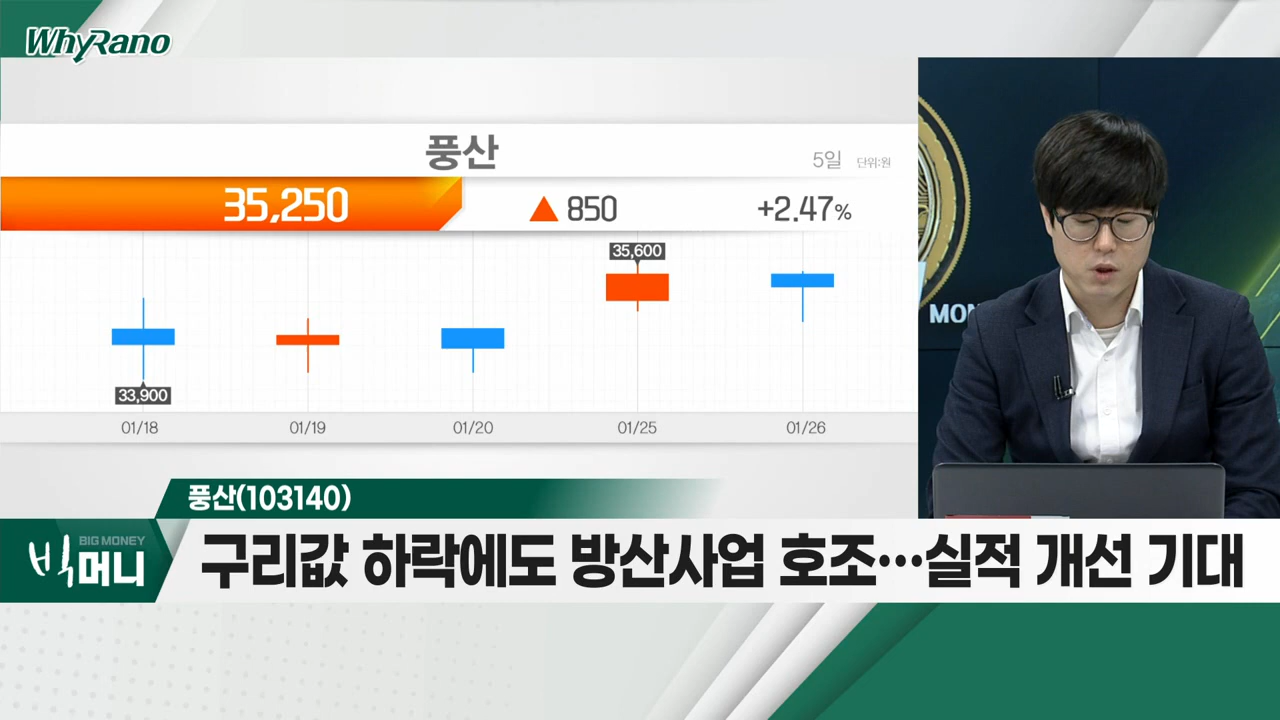 WhyRano
풍산
5일 단위:원
35,250 ▲ 850 +2.47%
35,600
33,900
01/18 01/19 01/20 01/25 01/26
MON
풍산(103140)
BIG MONEY
빅머니
구리값 하락에도 방산사업 호조…실적 개선 기대